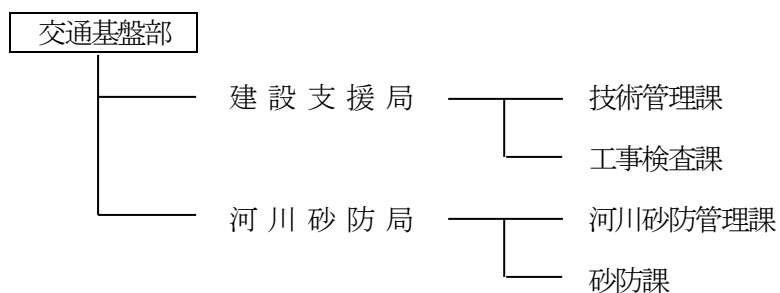 交通基盤部
建設支援局 技術管理課
工事検査課
河川砂防局 河川砂防管理課
砂防課